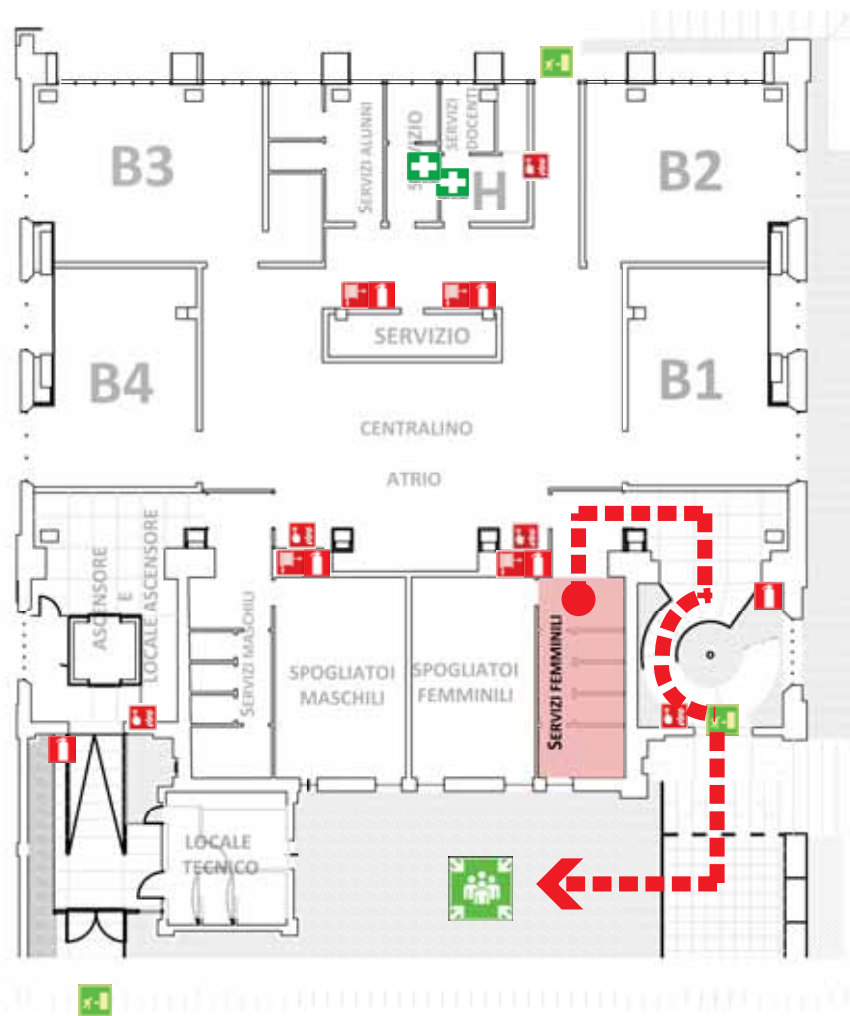 B3
SERVIZI ALUNNI
SERVIZI
DOCENTI
H
B2
SERVIZIO
B4
B1
CENTRALINO
ATRIO
ASCENSORE
E
LOCALE ASCENSORE
SERVIZI MASCHILI
SPOGLIATOI
MASCHILI
SPOGLIATOI
FEMMINILI
SERVIZI FEMMINILI
LOCALE
TECNICO